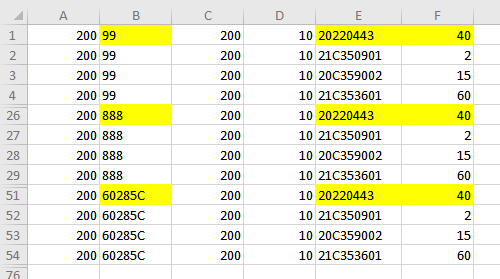 A B C D E F
1 200 99 200 10 20220443 40
2 200 99 200 10 21C350901 2
3 200 99 200 10 20C359002 15
4 200 99 200 10 21C353601 60
26 200 888 200 10 20220443 40
27 200 888 200 10 21C350901 2
28 200 888 200 10 20C359002 15
29 200 888 200 10 21C353601 60
51 200 60285C 200 10 20220443 40
52 200 60285C 200 10 21C350901 2
53 200 60285C 200 10 20C359002 15
54 200 60285C 200 10 21C353601 60
76